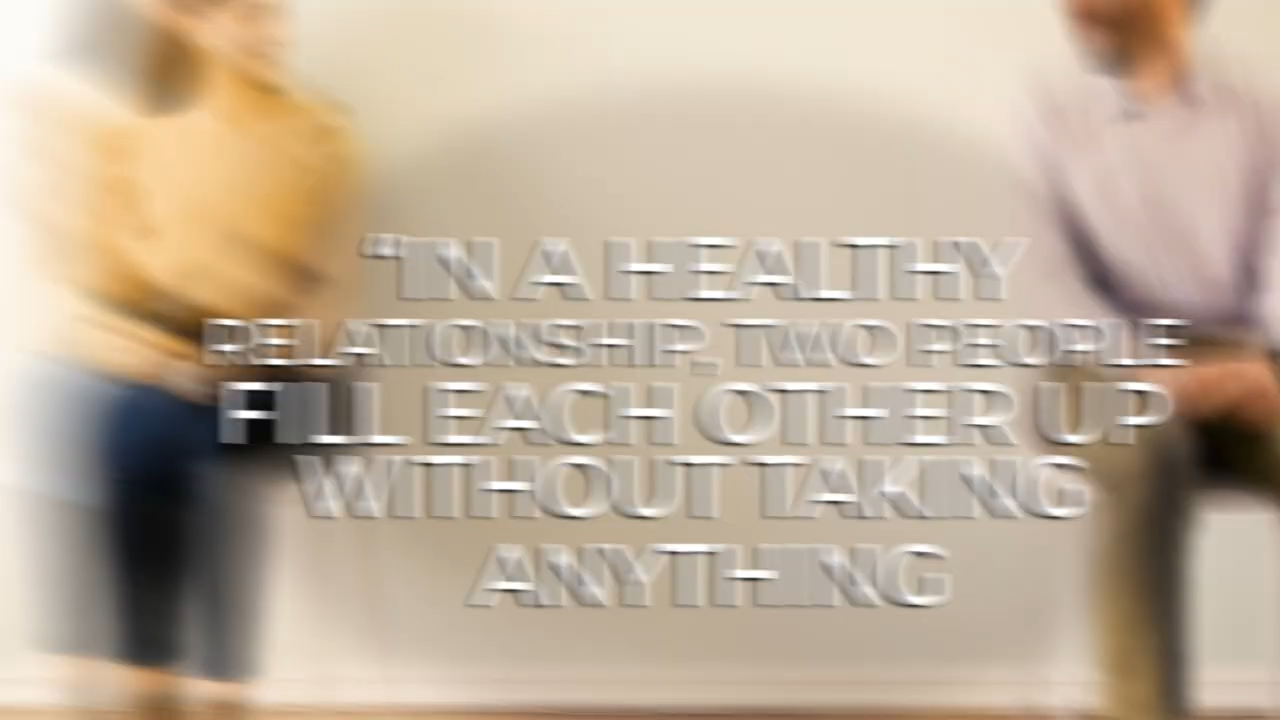 “IN A HEALTHY
RELATIONSHIP, TWO PEOPLE
FILL EACH OTHER UP
WITHOUT TAKING
ANYTHING